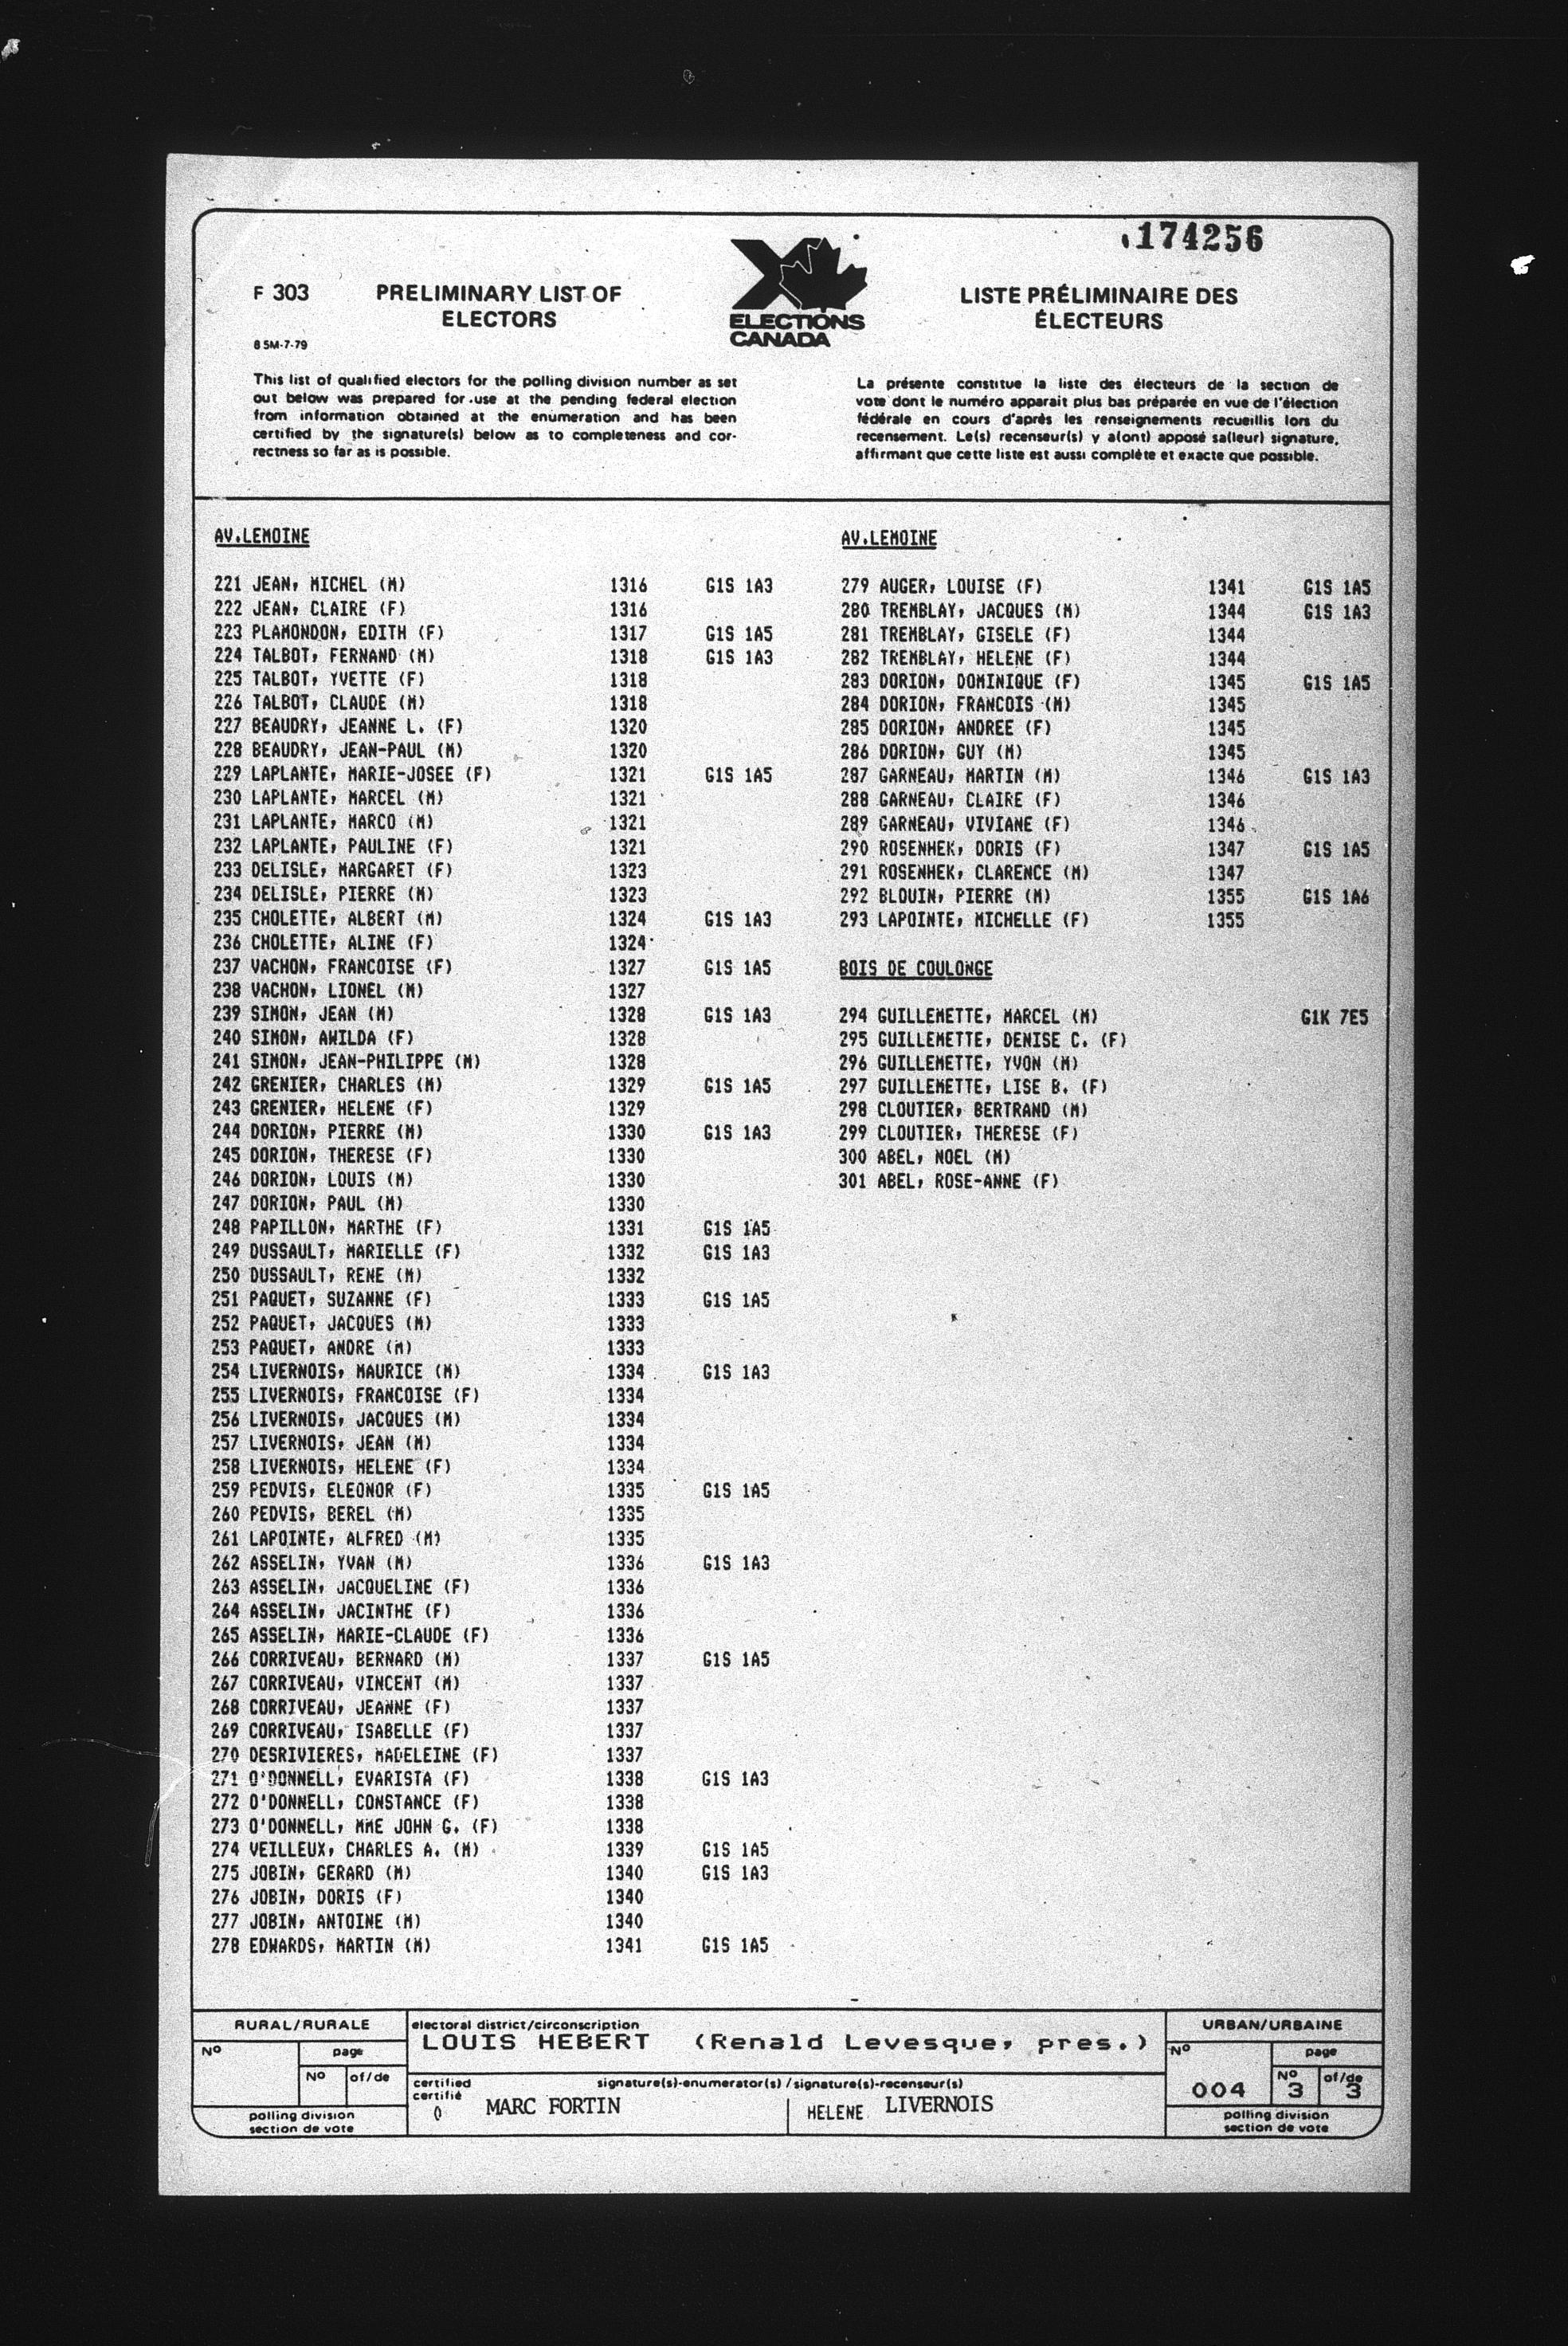 174256
F 303
PRELIMINARY LIST OF
ELECTORS
8 5M-7-79
ELECTIONS
CANADA
LISTE PRÉLIMINAIRE DES
ÉLECTEURS
This list of qualified electors for the polling division number as set
out below was prepared for use at the pending federal election
from information obtained at the enumeration and has been
certified by the signature(s) below as to completeness and cor-
rectness so far as is possible.
La présente constitue la liste des électeurs de la section de
vote dont le numéro apparait plus bas préparée en vue de l'élection
fédérale en cours d'après les renseignements recueillis lors du
recensement. Le(s) recenseur(s) y a(ont) apposé sa(leur) signature,
affirmant que cette liste est aussi complète et exacte que possible.
AV.LEMOINE
221 JEAN, MICHEL (M) 1316 G1S 1A3
222 JEAN, CLAIRE (F) 1316
223 PLAMONDON, EDITH (F) 1317 G1S 1A5
224 TALBOT, FERNAND (M) 1318 G1S 1A3
225 TALBOT, YVETTE (F) 1318
226 TALBOT, CLAUDE (M) 1318
227 BEAUDRY, JEANNE L. (F) 1320
228 BEAUDRY, JEAN-PAUL (M) 1320
229 LAPLANTE, MARIE-JOSEE (F) 1321 G1S 1A5
230 LAPLANTE, MARCEL (M) 1321
231 LAPLANTE, MARCO (M) 1321
232 LAPLANTE, PAULINE (F) 1321
233 DELISLE, MARGARET (F) 1323
234 DELISLE, PIERRE (M) 1323
235 CHOLETTE, ALBERT (M) 1324 G1S 1A3
236 CHOLETTE, ALINE (F) 1324
237 VACHON, FRANCOISE (F) 1327 G1S 1A5
238 VACHON, LIONEL (M) 1327
239 SIMON, JEAN (M) 1328 G1S 1A3
240 SIMON, AWILDA (F) 1328
241 SIMON, JEAN-PHILIPPE (M) 1328
242 GRENIER, CHARLES (M) 1329 G1S 1A5
243 GRENIER, HELENE (F) 1329
244 DORION, PIERRE (M) 1330 G1S 1A3
245 DORION, THERESE (F) 1330
246 DORION, LOUIS (M) 1330
247 DORION, PAUL (M) 1330
248 PAPILLON, MARTHE (F) 1331 G1S 1A5
249 DUSSAULT, MARIELLE (F) 1332 G1S 1A3
250 DUSSAULT, RENE (M) 1332
251 PAQUET, SUZANNE (F) 1333 G1S 1A5
252 PAQUET, JACQUES (M) 1333
253 PAQUET, ANDRE (M) 1333
254 LIVERNOIS, MAURICE (M) 1334 G1S 1A3
255 LIVERNOIS, FRANCOISE (F) 1334
256 LIVERNOIS, JACQUES (M) 1334
257 LIVERNOIS, JEAN (M) 1334
258 LIVERNOIS, HELENE (F) 1334
259 PEDVIS, ELEONOR (F) 1335 G1S 1A5
260 PEDVIS, BEREL (M) 1335
261 LAPOINTE, ALFRED (M) 1335
262 ASSELIN, YVAN (M) 1336 G1S 1A3
263 ASSELIN, JACQUELINE (F) 1336
264 ASSELIN, JACINTHE (F) 1336
265 ASSELIN, MARIE-CLAUDE (F) 1336
266 CORRIVEAU, BERNARD (M) 1337 G1S 1A5
267 CORRIVEAU, VINCENT (M) 1337
268 CORRIVEAU, JEANNE (F) 1337
269 CORRIVEAU, ISABELLE (F) 1337
270 DESRIVIERES, MADELEINE (F) 1337
271 O'DONNELL, EVARISTA (F) 1338 G1S 1A3
272 O'DONNELL, CONSTANCE (F) 1338
273 O'DONNELL, MME JOHN G. (F) 1338
274 VEILLEUX, CHARLES A. (M) 1339 G1S 1A5
275 JOBIN, GERARD (M) 1340 G1S 1A3
276 JOBIN, DORIS (F) 1340
277 JOBIN, ANTOINE (M) 1340
278 EDWARDS, MARTIN (M) 1341 G1S 1A5
AV.LEMOINE
279 AUGER, LOUISE (F) 1341 G1S 1A5
280 TREMBLAY, JACQUES (M) 1344 G1S 1A3
281 TREMBLAY, GISELE (F) 1344
282 TREMBLAY, HELENE (F) 1344
283 DORION, DOMINIQUE (F) 1345 G1S 1A5
284 DORION, FRANCOIS (M) 1345
285 DORION, ANDREE (F) 1345
286 DORION, GUY (M) 1345
287 GARNEAU, MARTIN (M) 1346 G1S 1A3
288 GARNEAU, CLAIRE (F) 1346
289 GARNEAU, VIVIANE (F) 1346
290 ROSENHEK, DORIS (F) 1347 G1S 1A5
291 ROSENHEK, CLARENCE (M) 1347
292 BLOUIN, PIERRE (M) 1355 G1S 1A6
293 LAPOINTE, MICHELLE (F) 1355
BOIS DE COULONGE
294 GUILLEMETTE, MARCEL (M) G1K 7E5
295 GUILLEMETTE, DENISE C. (F)
296 GUILLEMETTE, YVON (M)
297 GUILLEMETTE, LISE B. (F)
298 CLOUTIER, BERTRAND (M)
299 CLOUTIER, THERESE (F)
300 ABEL, NOEL (M)
301 ABEL, ROSE-ANNE (F)
RURAL/RURALE
Nº
page
Nº of/de
polling division
section de vote
electoral district/circonscription
LOUIS HEBERT (Renald Levesque, pres.)
certified
certifié
signature(s)-enumerator(s) / signature(s)-recenseur(s)
0 MARC FORTIN
HELENE LIVERNOIS
URBAN/URBAINE
Nº
page
004
Nº 3 of/de 3
polling division
section de vote